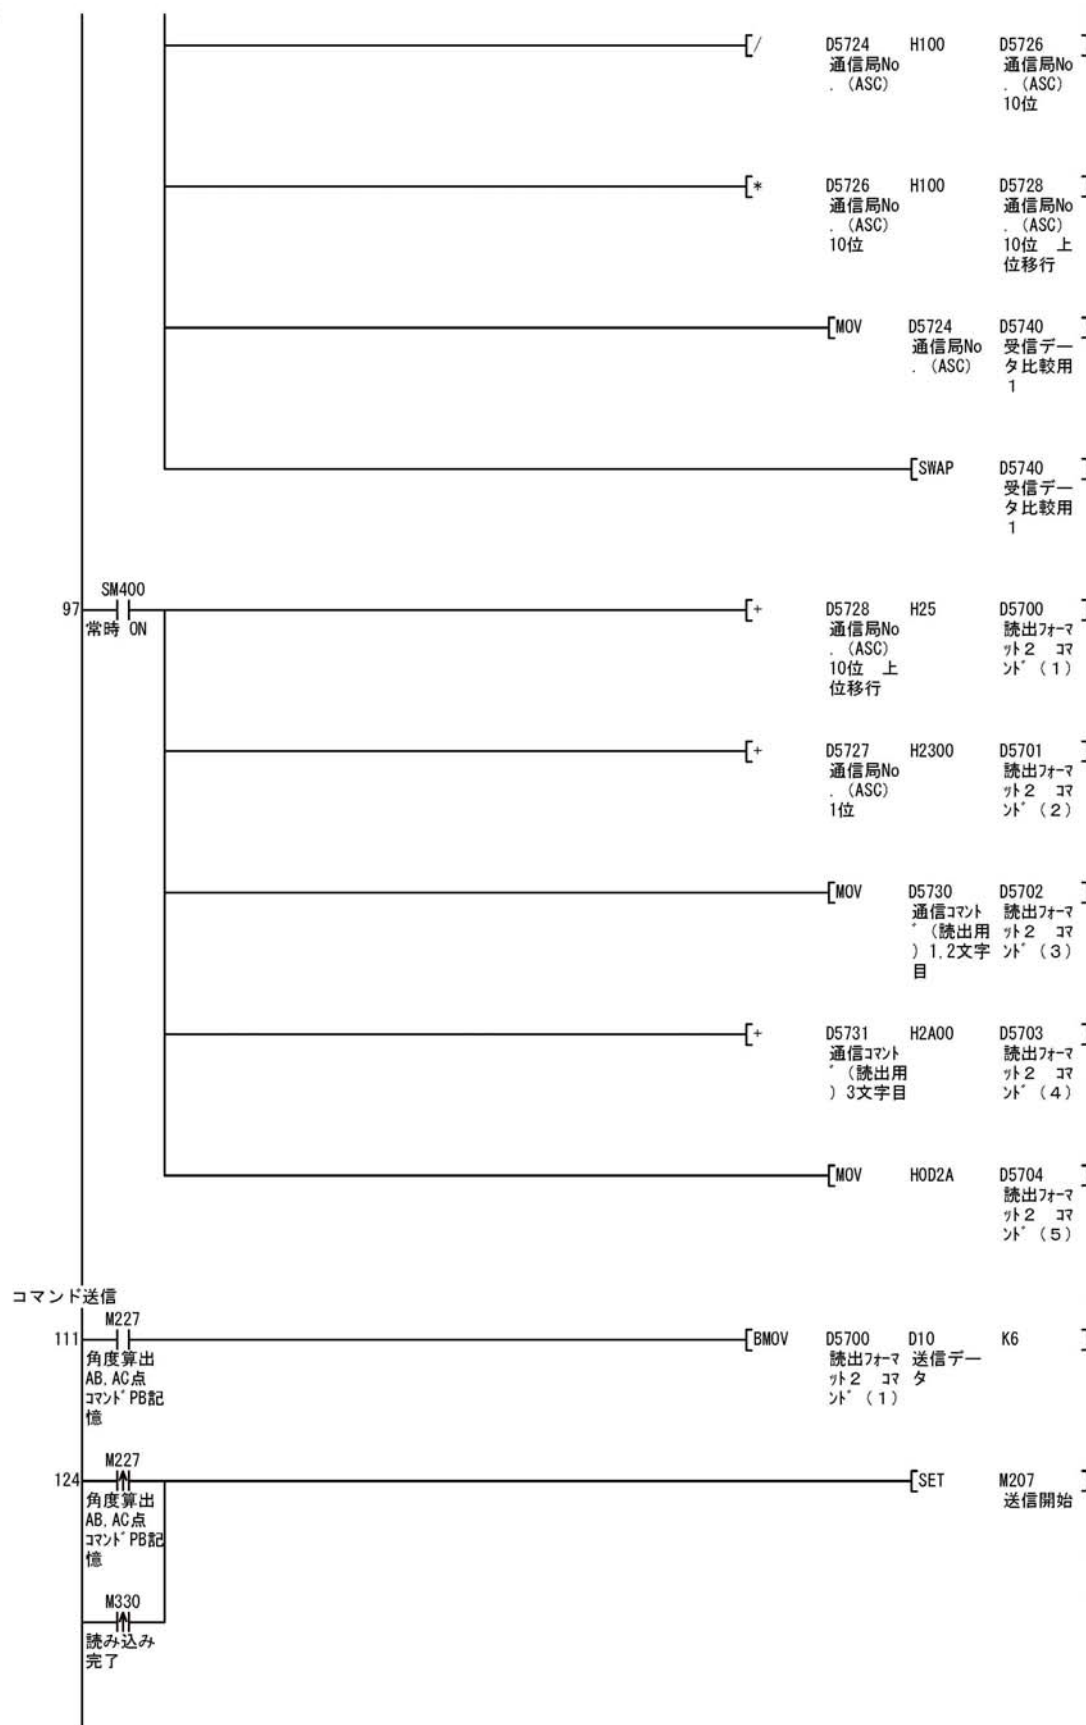 [/ D5724 H100 D5726 ]
通信局No 通信局No
. (ASC) . (ASC)
10位
[* D5726 H100 D5728 ]
通信局No 通信局No
. (ASC) . (ASC)
10位 10位 上
位移行
[MOV D5724 D5740 ]
通信局No 受信デー
. (ASC) タ比較用
1
[SWAP D5740 ]
受信デー
タ比較用
1
SM400
97 [+ D5728 H25 D5700 ]
常時 ON 通信局No 読出ﾌｫｰﾏ
. (ASC) ｯﾄ2 ｺﾏ
10位 上 ﾝﾄﾞ(1)
位移行
[+ D5727 H2300 D5701 ]
通信局No 読出ﾌｫｰﾏ
. (ASC) ｯﾄ2 ｺﾏ
1位 ﾝﾄﾞ(2)
[MOV D5730 D5702 ]
通信ｺﾏﾝﾄ 読出ﾌｫｰﾏ
ﾞ(読出用 ｯﾄ2 ｺﾏ
)1.2文字 ﾝﾄﾞ(3)
目
[+ D5731 H2A00 D5703 ]
通信ｺﾏﾝﾄ 読出ﾌｫｰﾏ
ﾞ(読出用 ｯﾄ2 ｺﾏ
)3文字目 ﾝﾄﾞ(4)
[MOV H0D2A D5704 ]
読出ﾌｫｰﾏ
ｯﾄ2 ｺﾏ
ﾝﾄﾞ(5)
コマンド送信
M227
111 [BMOV D5700 D10 K6 ]
角度算出 読出ﾌｫｰﾏ 送信デー
AB.AC点 ｯﾄ2 ｺﾏ タ
ｺﾏﾝﾄﾞPB記 ﾝﾄﾞ(1)
憶
M227
124 [SET M207 ]
角度算出 送信開始
AB.AC点
ｺﾏﾝﾄﾞPB記
憶
M330
読み込み
完了